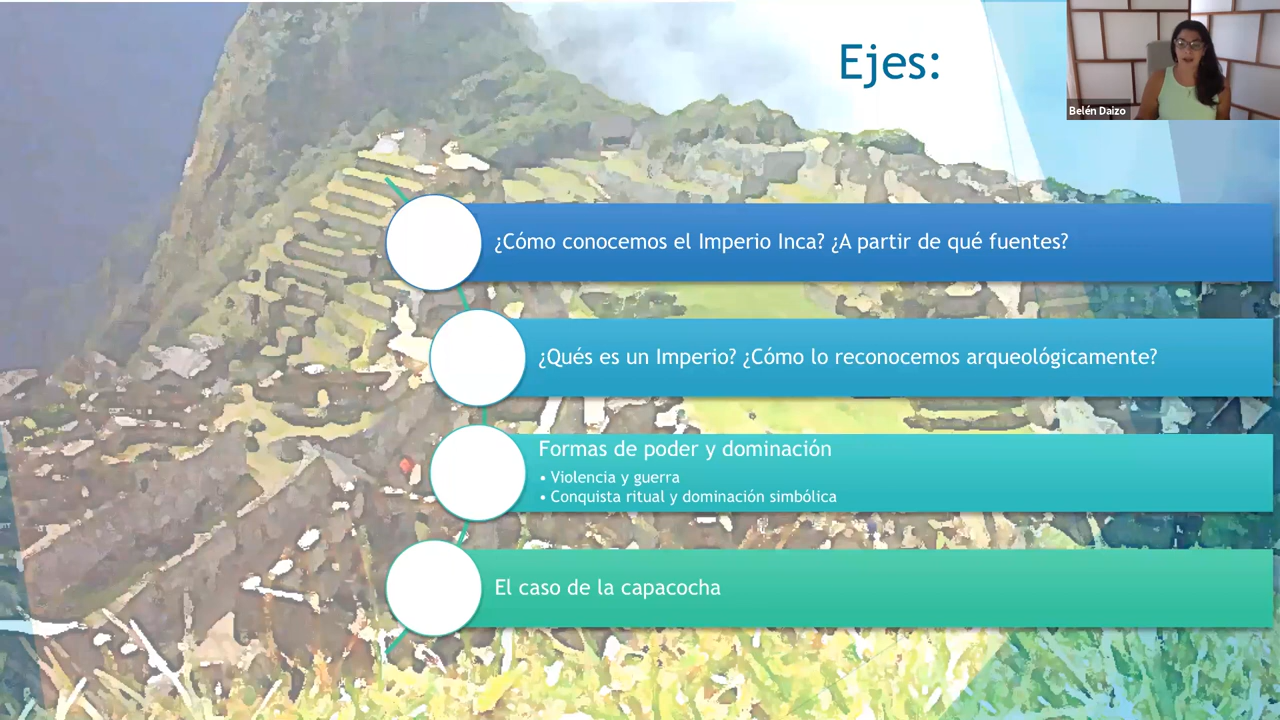 Ejes:
Belén Daizo
¿Cómo conocemos el Imperio Inca? ¿A partir de qué fuentes?
¿Qués es un Imperio? ¿Cómo lo reconocemos arqueológicamente?
Formas de poder y dominación
• Violencia y guerra
• Conquista ritual y dominación simbólica
El caso de la capacocha